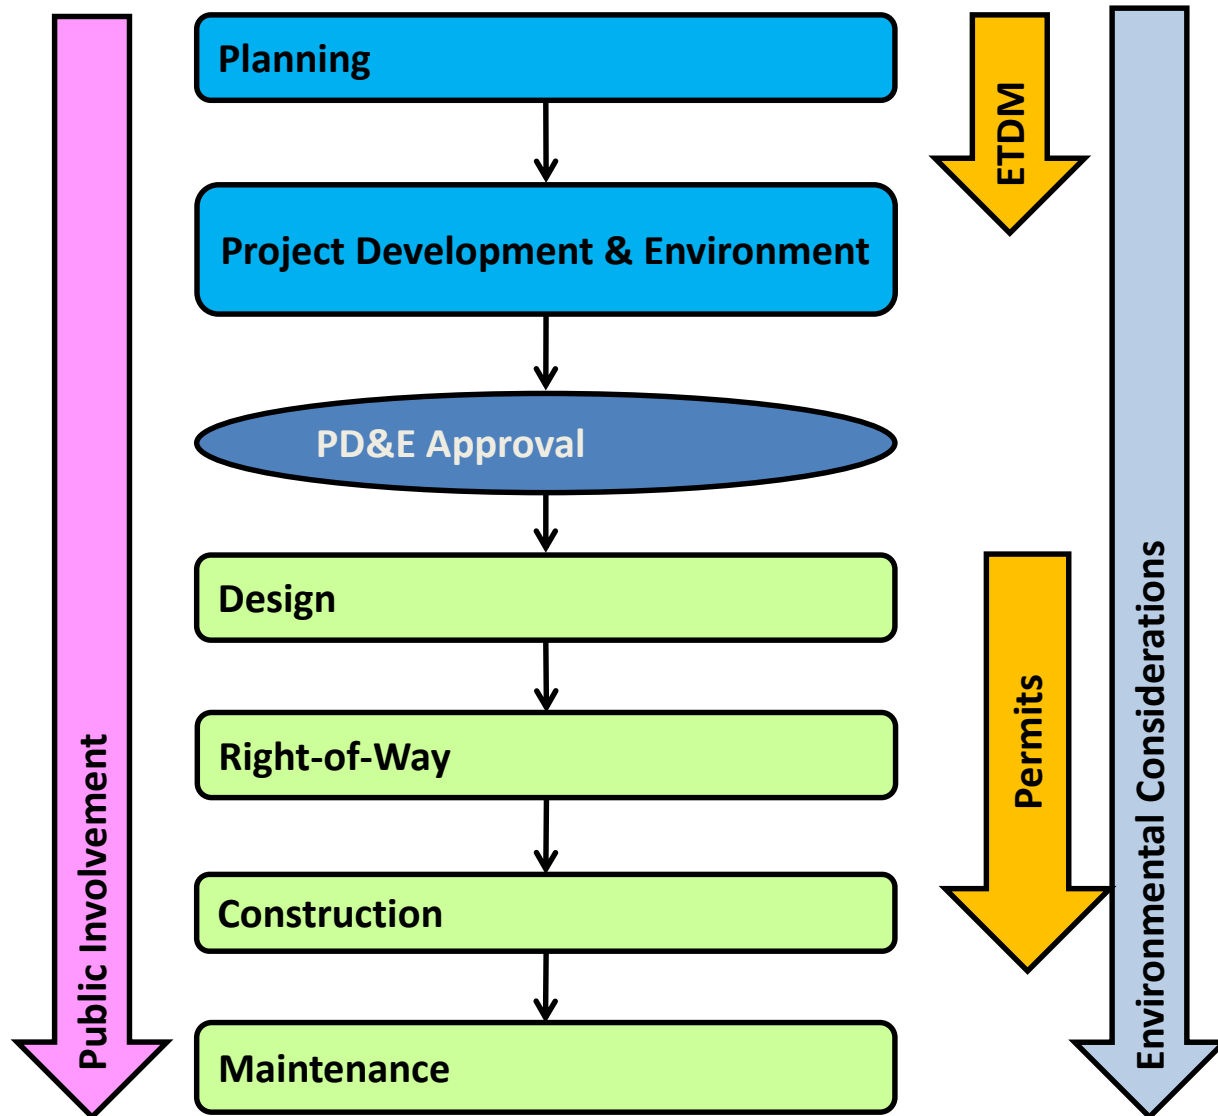 Planning
ETDM
Project Development & Environment
PD&E Approval
Design
Right-of-Way
Permits
Construction
Maintenance
Public Involvement
Environmental Considerations